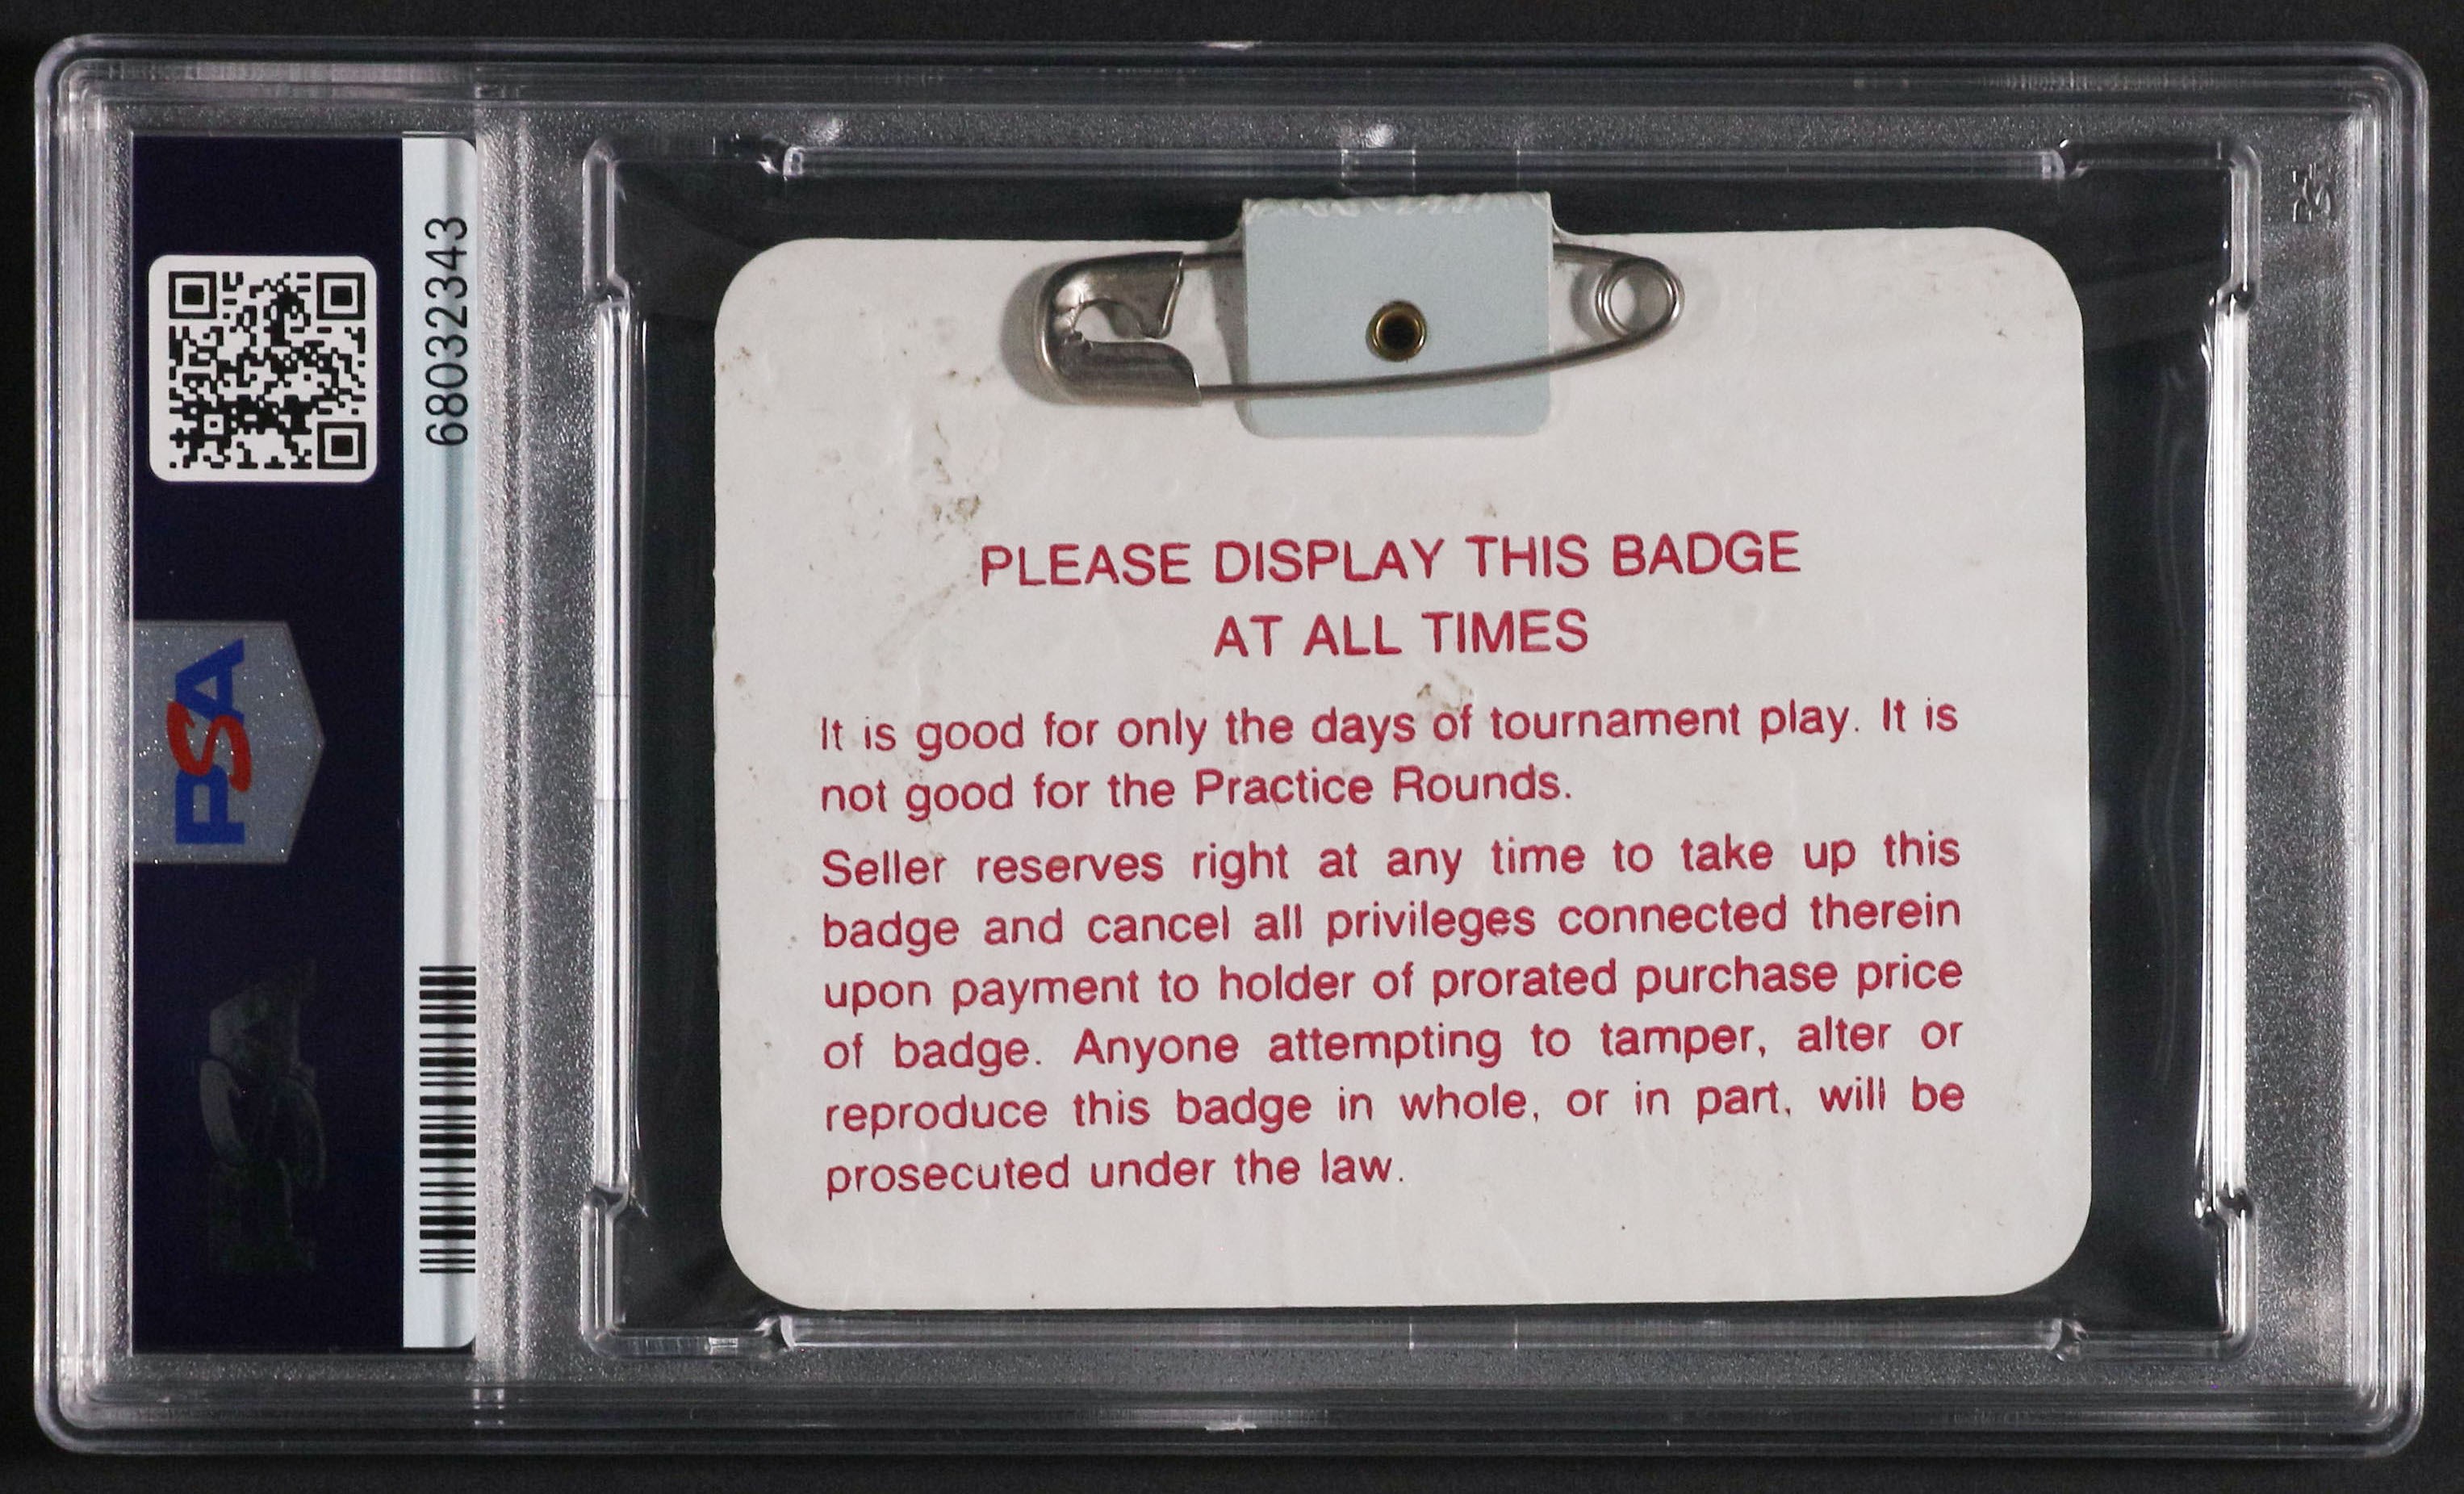 68032343
PSA
PLEASE DISPLAY THIS BADGE
AT ALL TIMES
It is good for only the days of tournament play. It is
not good for the Practice Rounds.
Seller reserves right at any time to take up this
badge and cancel all privileges connected therein
upon payment to holder of prorated purchase price
of badge. Anyone attempting to tamper, alter or
reproduce this badge in whole, or in part, will be
prosecuted under the law.